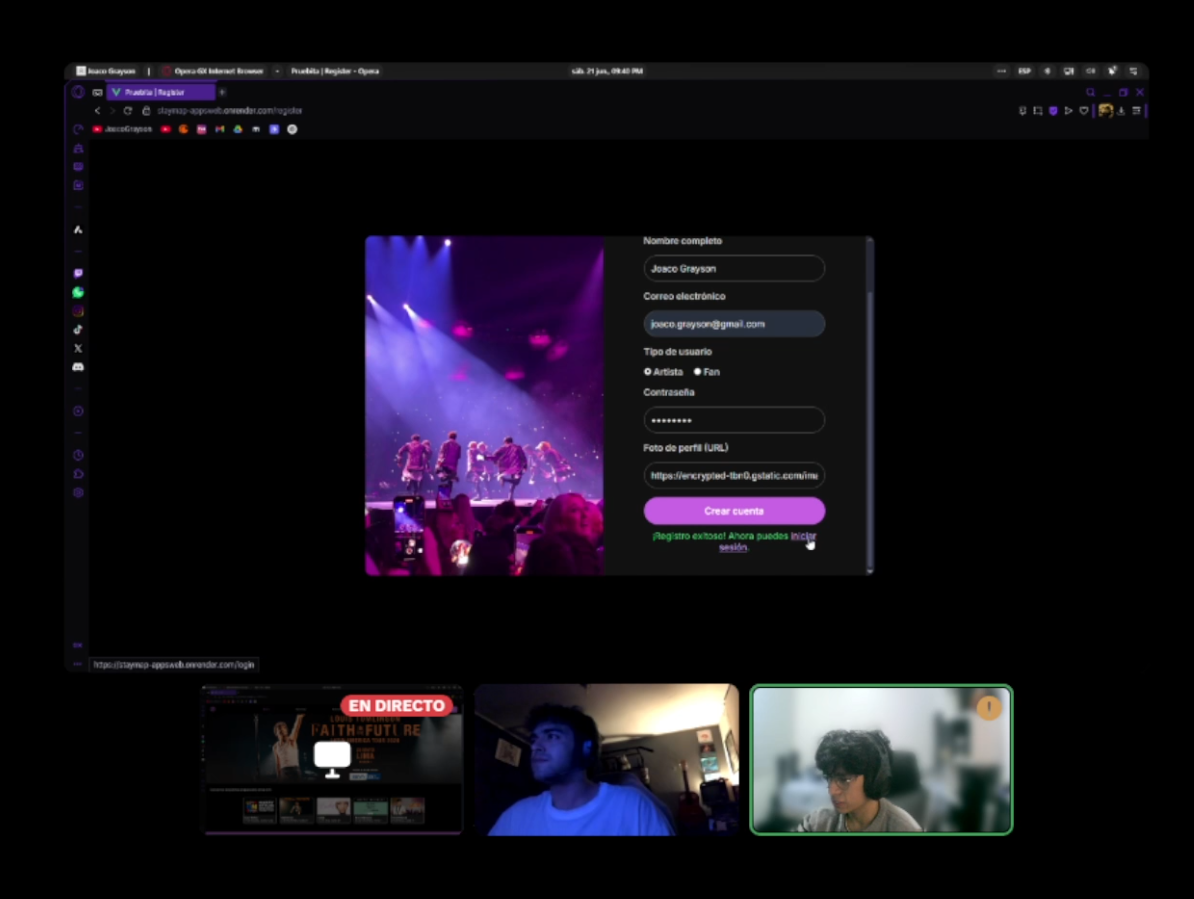 Joaco Grayson | Opera GX Internet Browser - Pruebita | Register - Opera
sáb. 21 jun., 09:40 PM
ESP
Pruebita | Register
staymap-appsweb.onrender.com/register
JoacoGrayson
Nombre completo
Joaco Grayson
Correo electrónico
joaco.grayson@gmail.com
Tipo de usuario
Artista Fan
Contraseña
••••••••
Foto de perfil (URL)
https://encrypted-tbn0.gstatic.com/ima
Crear cuenta
¡Registro exitoso! Ahora puedes iniciar
sesión.
https://staymap-appsweb.onrender.com/login
EN DIRECTO
LOUIS TOMLINSON
FAITH IN THE FUTURE